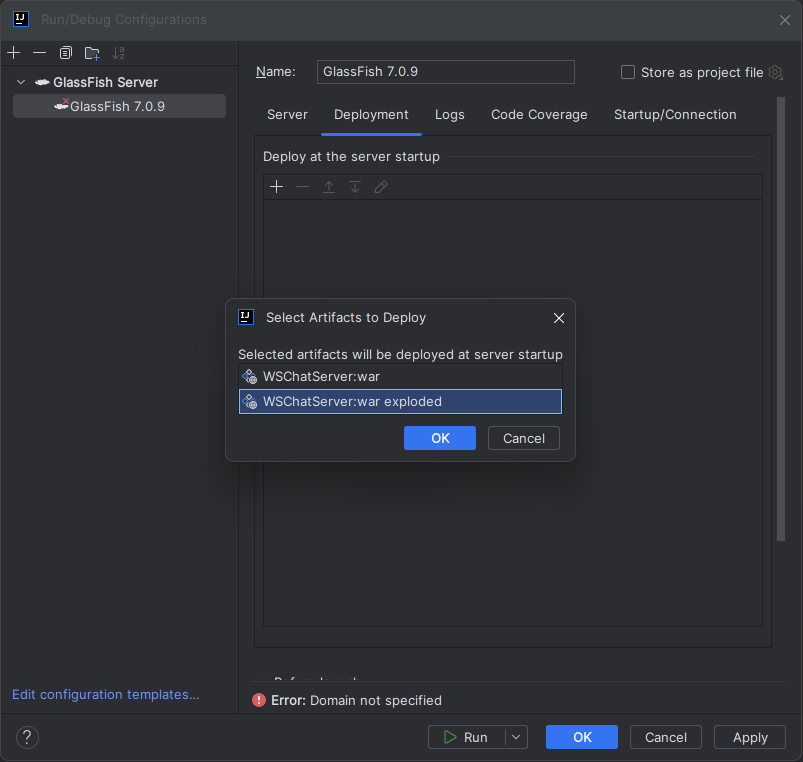 Run/Debug Configurations
GlassFish Server
GlassFish 7.0.9
Name: GlassFish 7.0.9 Store as project file
Server Deployment Logs Code Coverage Startup/Connection
Deploy at the server startup
Select Artifacts to Deploy
Selected artifacts will be deployed at server startup
WSChatServer:war
WSChatServer:war exploded
OK Cancel
Edit configuration templates...
Error: Domain not specified
? Run OK Cancel Apply